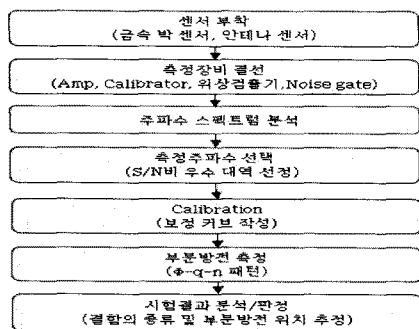 센서 부착
(금속 박 센서, 안테나 센서)
측정장비 결선
(Amp, Calibrator, 위상검출기,Noise gate)
주파수 스펙트럼 분석
측정주파수 선택
(S/N비 우수 대역 선정)
Calibration
(보정 커브 작성)
부분방전 측정
(Φ-q-n 패턴)
시험결과 분석/판정
(결함의 종류 및 부분방전 위치 추정)